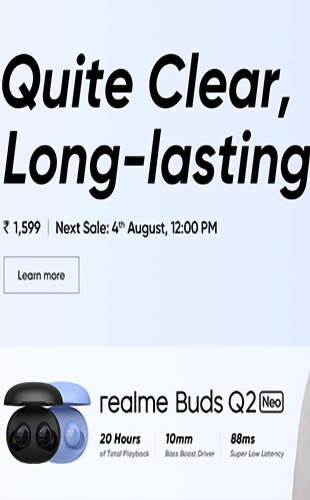 Quite Clear,
Long-lasting
₹ 1,599 | Next Sale: 4th August, 12:00 PM
Learn more
realme Buds Q2 Neo
20 Hours 10mm 88ms
of Total Playback Bass Boost Driver Super Low Latency